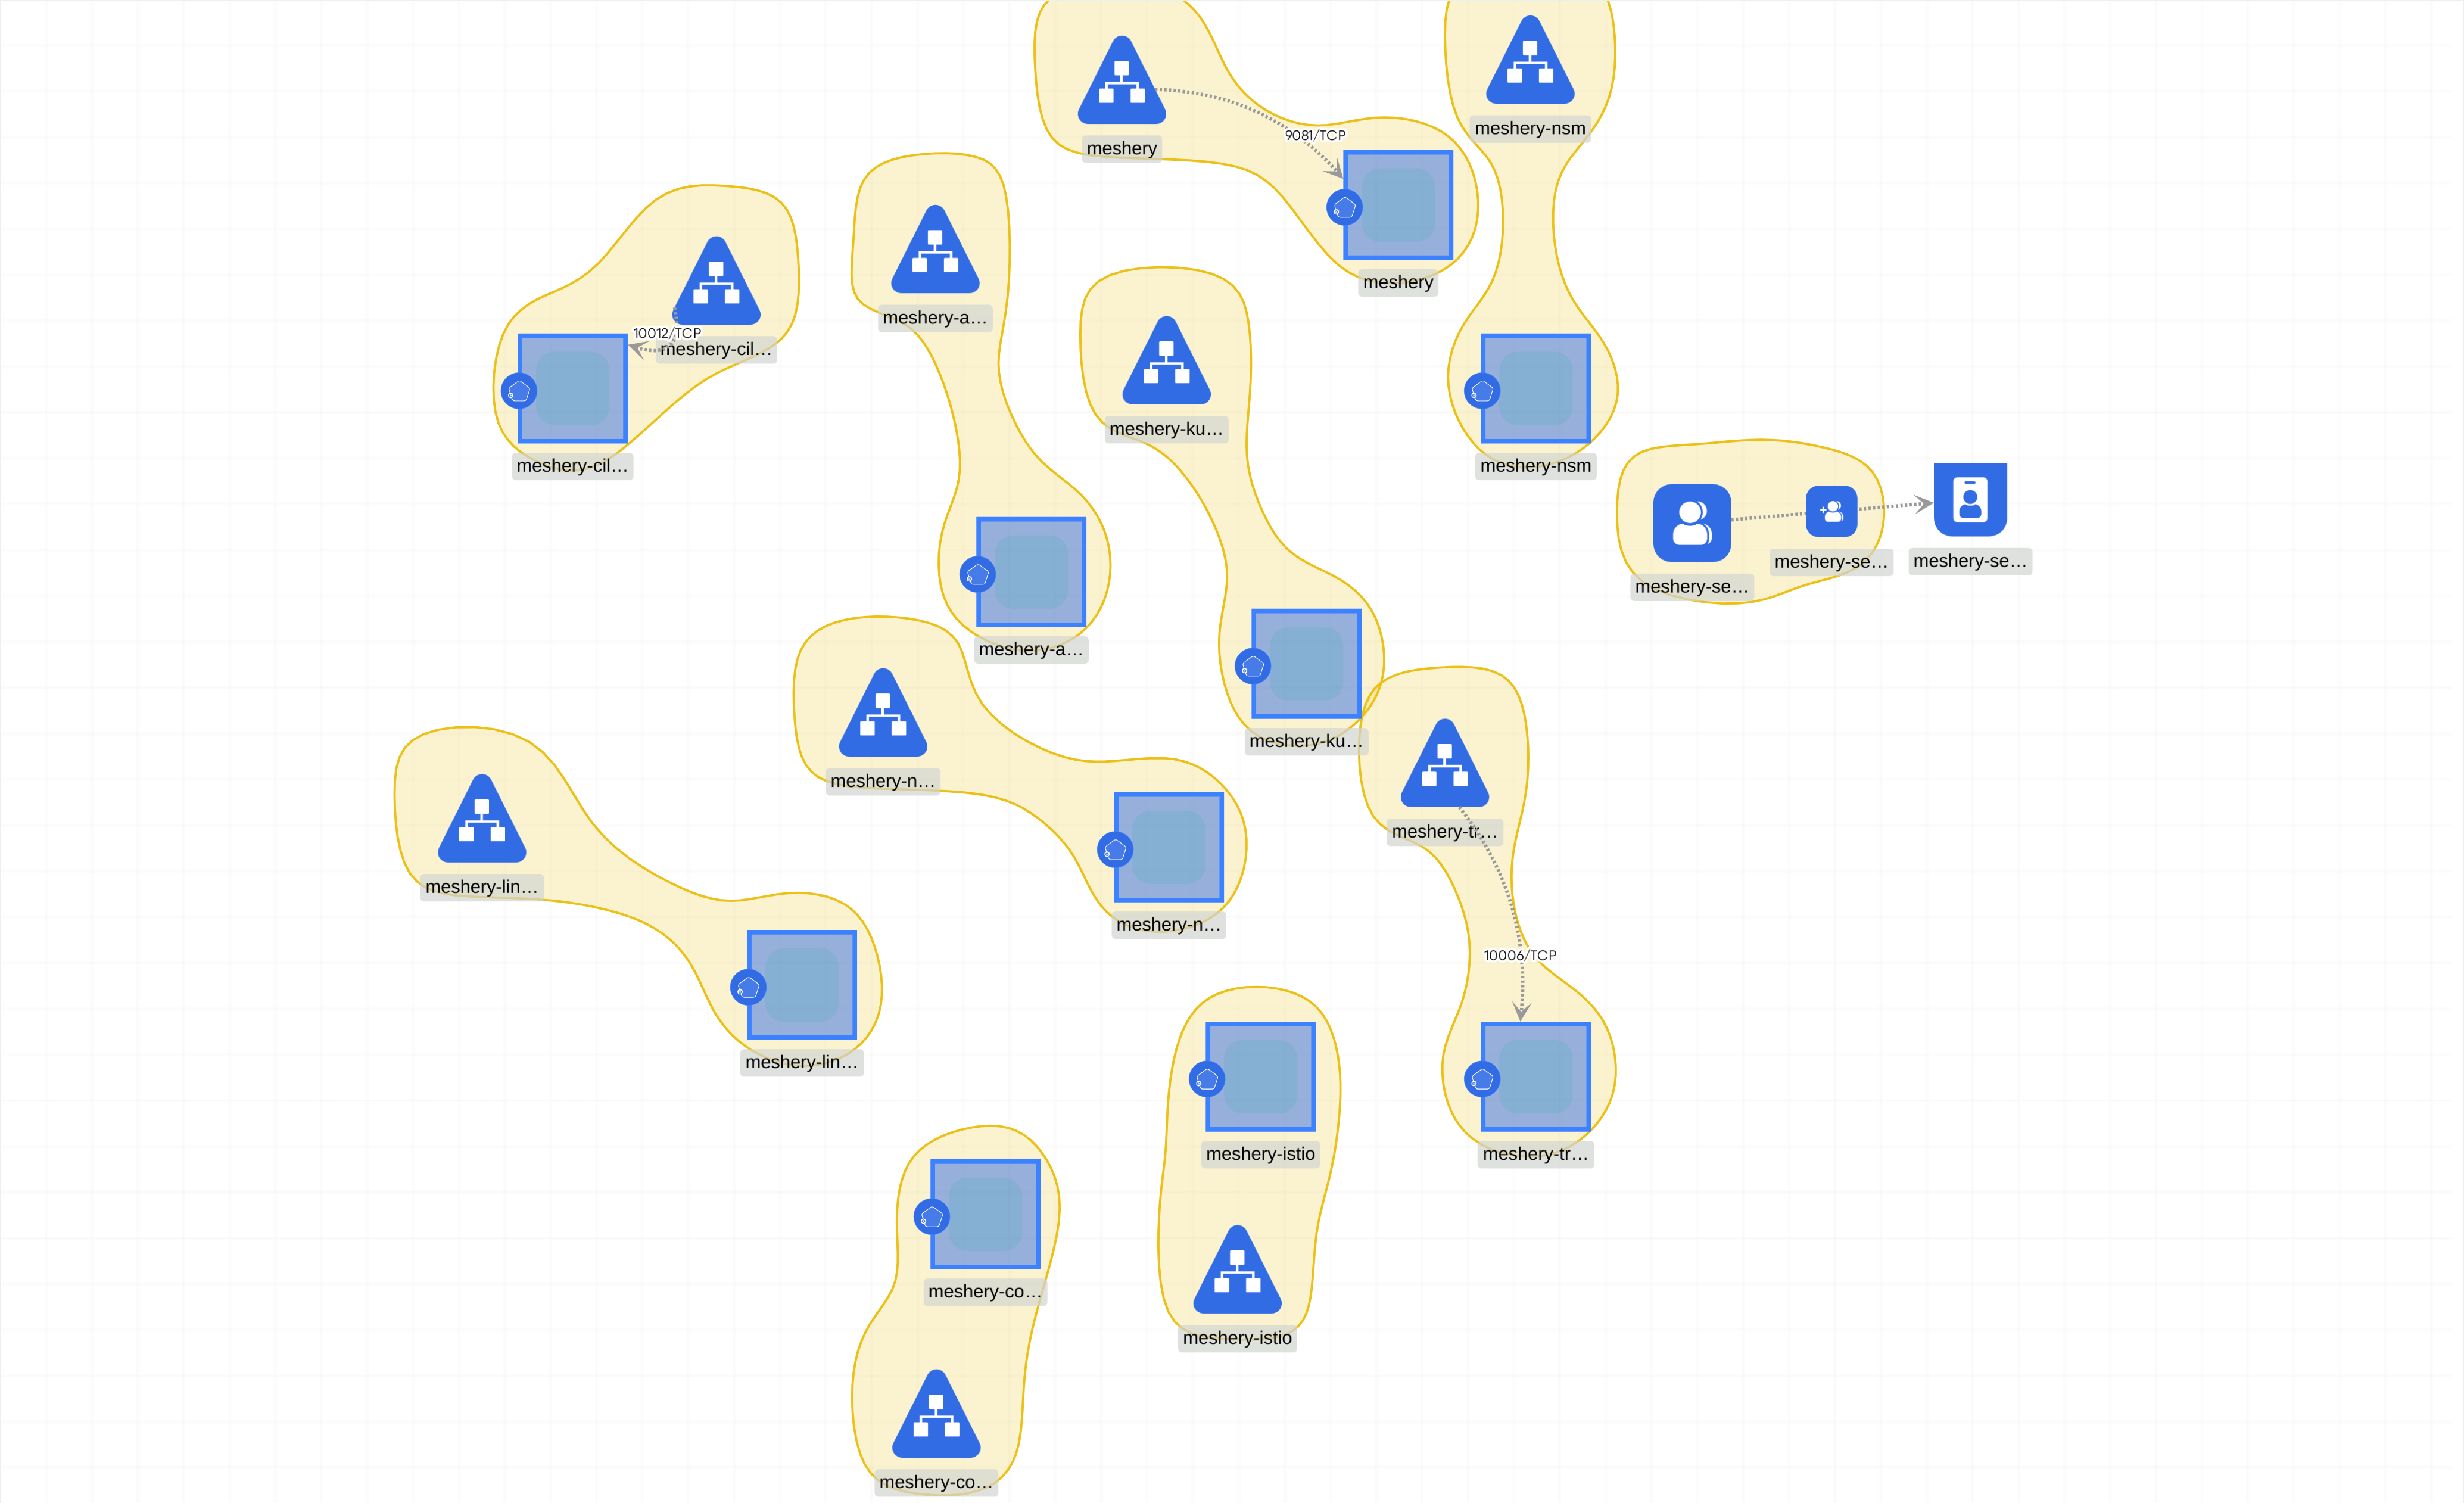 meshery-nsm
9081/TCP
meshery
meshery
meshery-a…
10012/TCP
meshery-cil…
meshery-ku…
meshery-cil…
meshery-nsm
meshery-se…
meshery-se…
meshery-se…
meshery-a…
meshery-ku…
meshery-n…
meshery-tr…
meshery-lin…
meshery-n…
10006/TCP
meshery-lin…
meshery-istio
meshery-tr…
meshery-co…
meshery-istio
meshery-co…